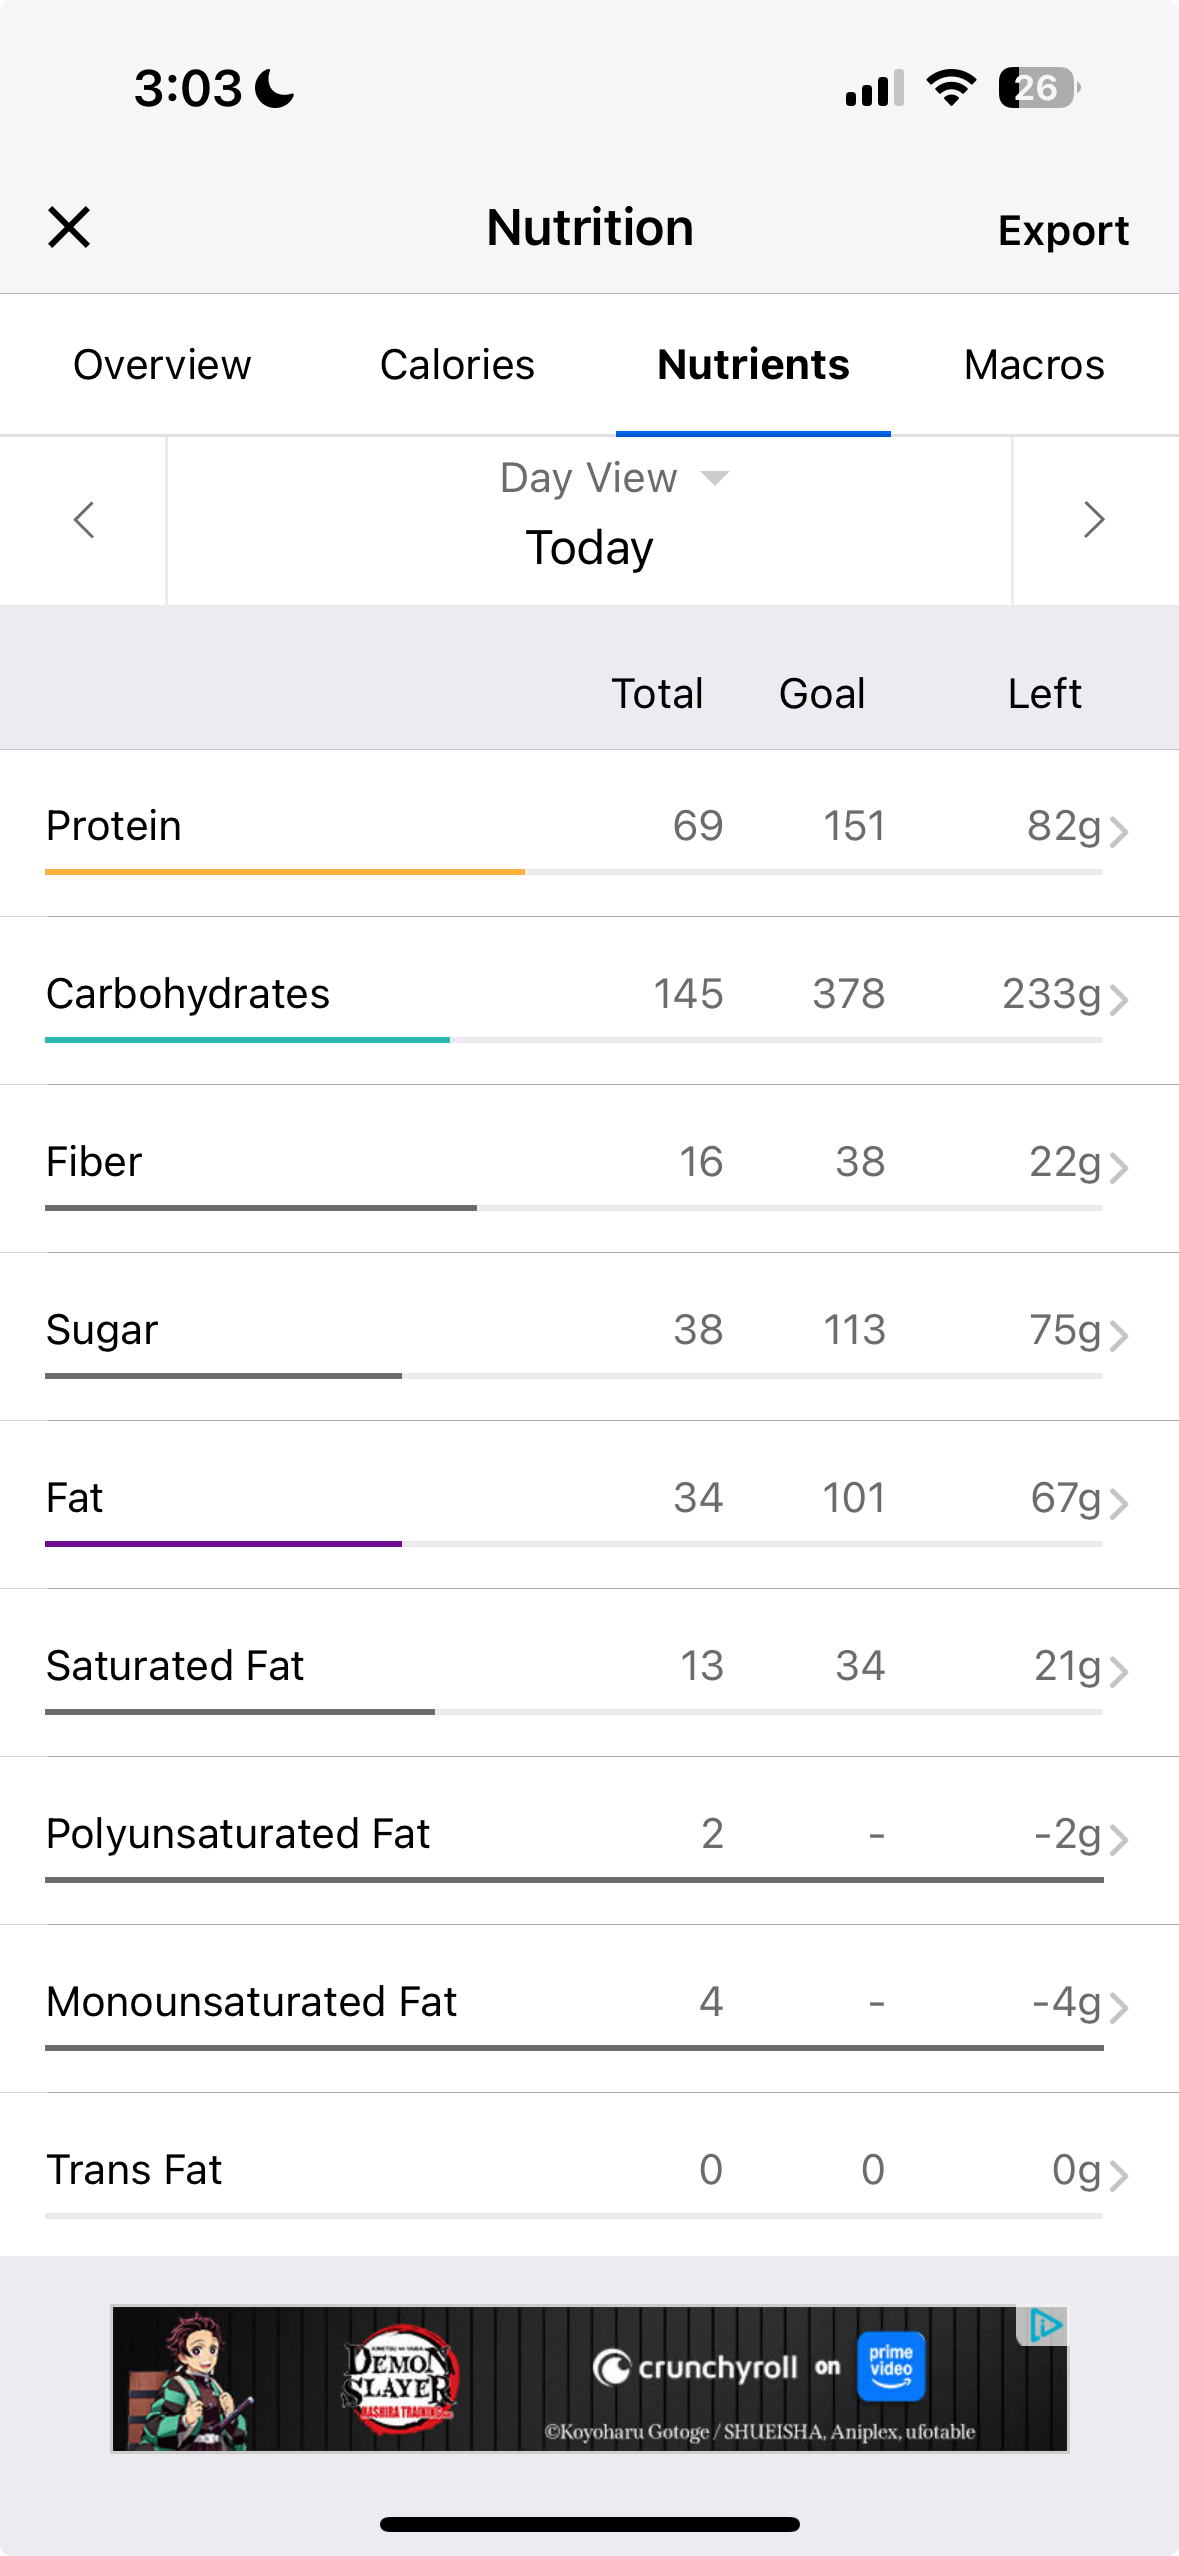 3:03 26
Nutrition Export
Overview Calories Nutrients Macros
Day View
Today
Total Goal Left
Protein 69 151 82g
Carbohydrates 145 378 233g
Fiber 16 38 22g
Sugar 38 113 75g
Fat 34 101 67g
Saturated Fat 13 34 21g
Polyunsaturated Fat 2 - -2g
Monounsaturated Fat 4 - -4g
Trans Fat 0 0 0g
DEMON
SLAYER
HASHIRA TRAINING
crunchyroll on prime video
©Koyoharu Gotoge / SHUEISHA, Aniplex, ufotable